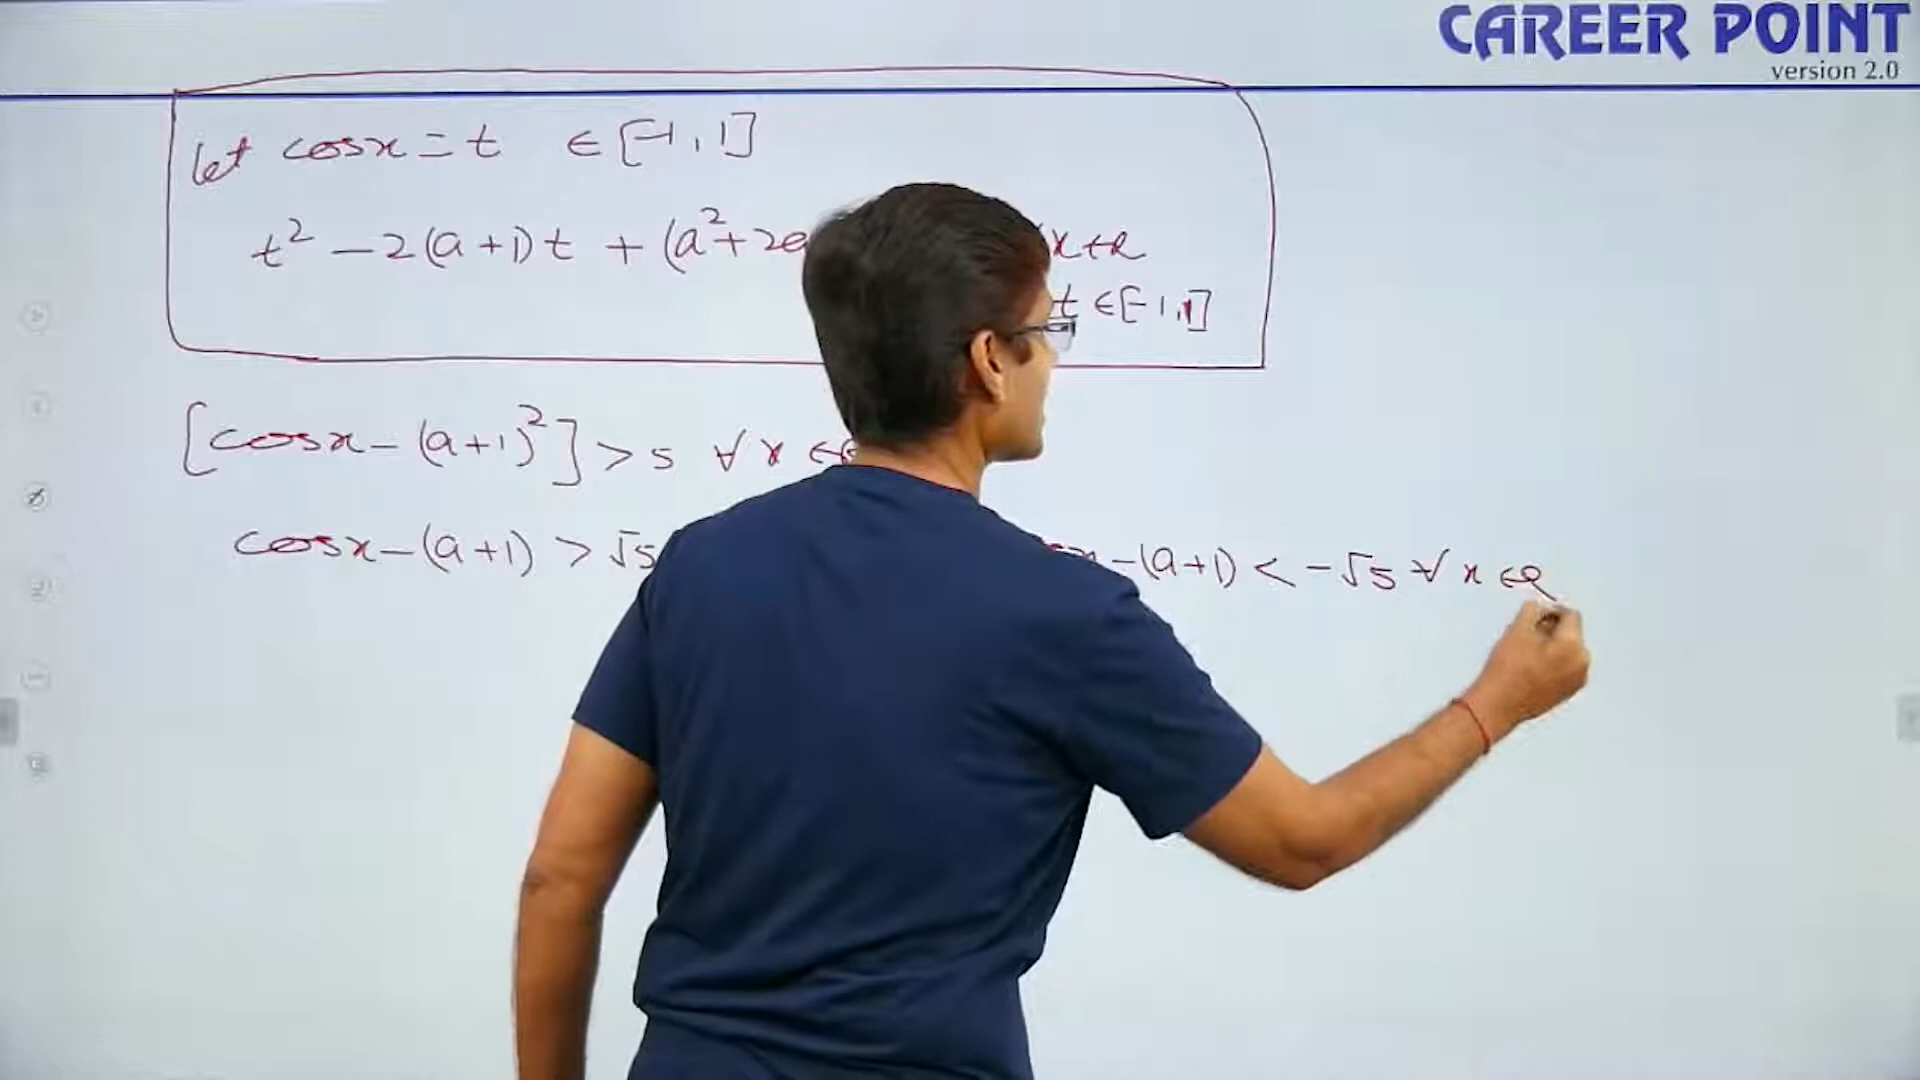 CAREER POINT
version 2.0
let cosx = t ∈ [-1, 1]
t² - 2(a+1)t + (a²+2a x∈R
t ∈ [-1,1]
[cosx - (a+1)²] > 5 ∀ x ∈
cosx - (a+1) > √5 - (a+1) < -√5 ∀ x ∈ R